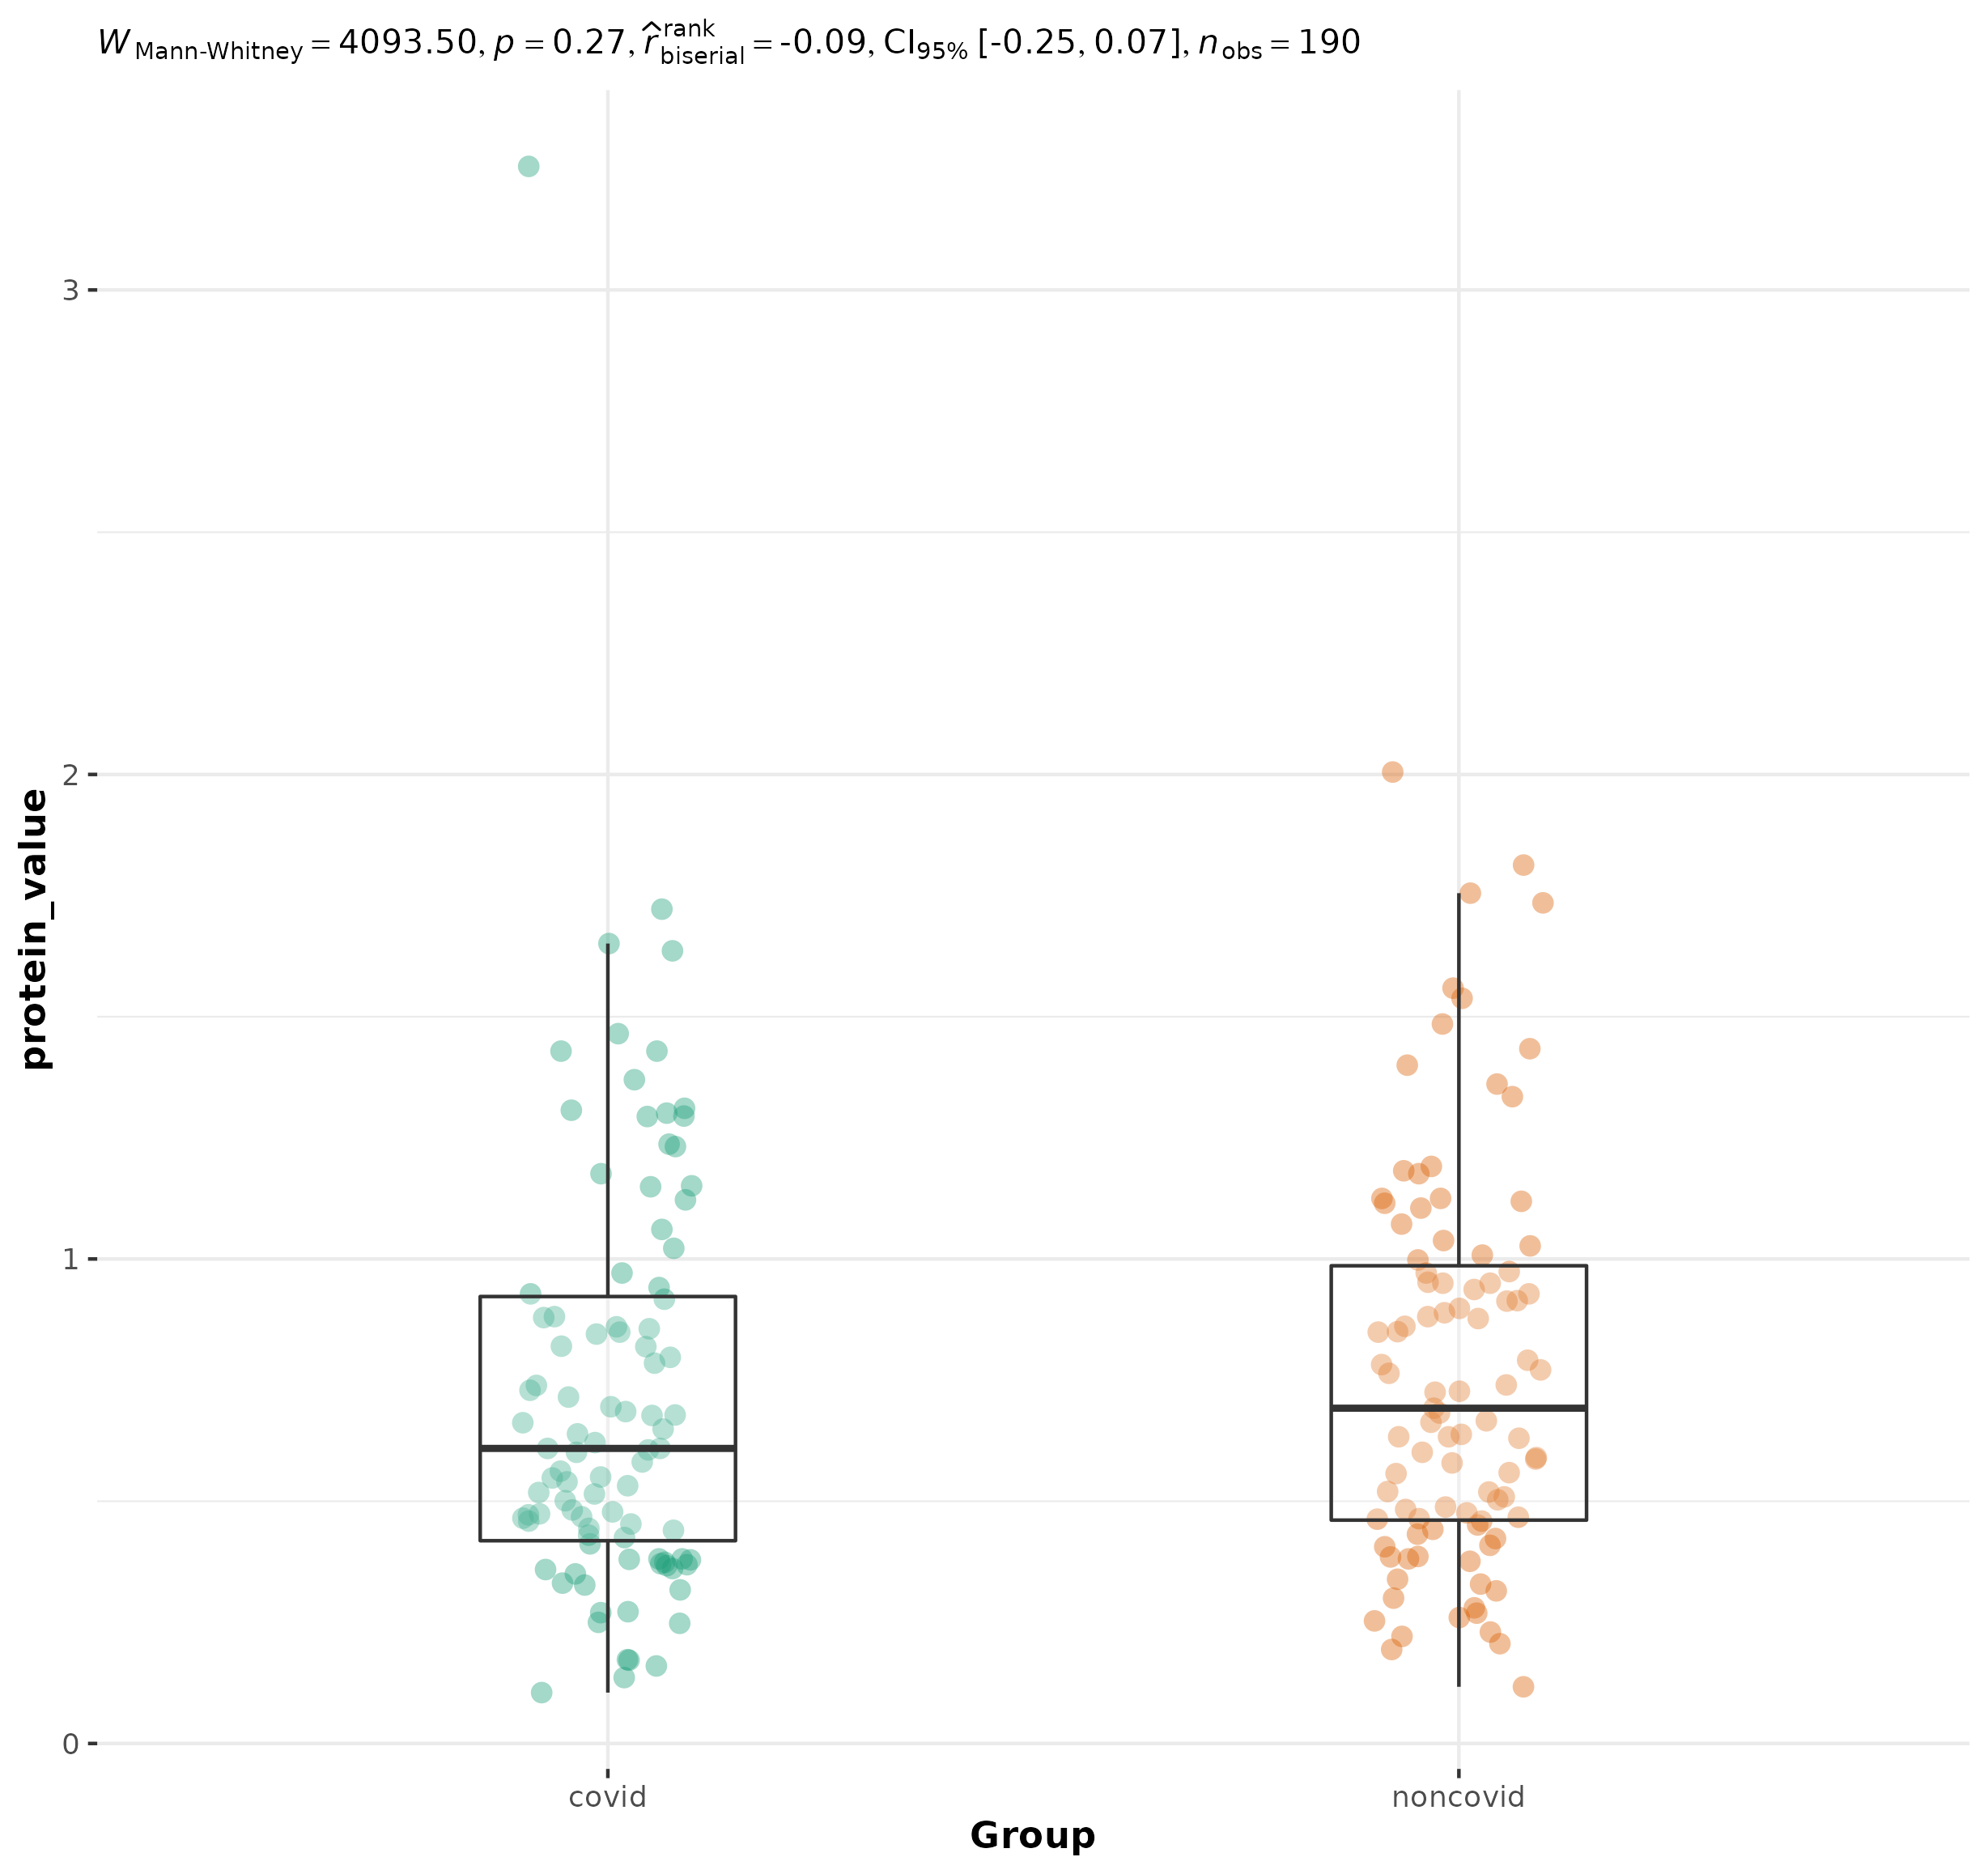 W Mann-Whitney = 4093.50, p = 0.27, r̂ rank biserial = -0.09, CI95% [-0.25, 0.07], nobs = 190
protein_value
3
2
1
0
covid noncovid
Group